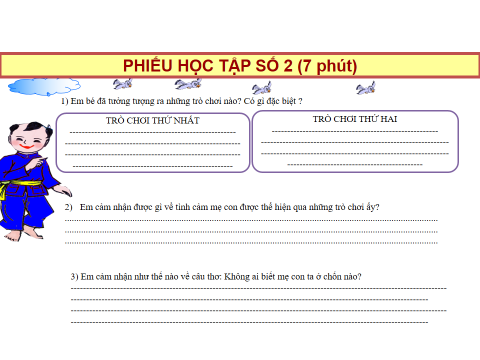 PHIẾU HỌC TẬP SỐ 2 (7 phút)
1) Em bé đã tưởng tượng ra những trò chơi nào? Có gì đặc biệt ?
TRÒ CHƠI THỨ NHẤT
TRÒ CHƠI THỨ HAI
2) Em cảm nhận được gì về tình cảm mẹ con được thể hiện qua những trò chơi ấy?
3) Em cảm nhận như thế nào về câu thơ: Không ai biết mẹ con ta ở chốn nào?